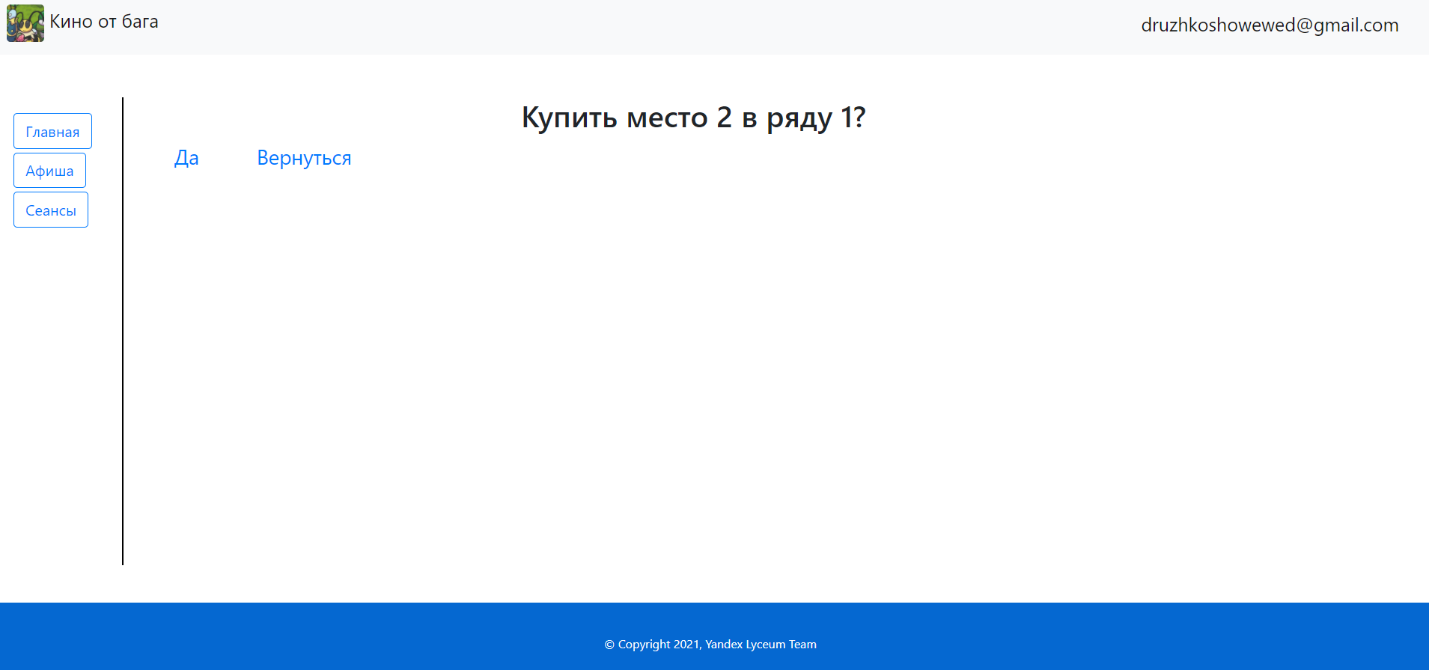 Кино от бага
druzhkoshowewed@gmail.com
Главная
Афиша
Сеансы
Купить место 2 в ряду 1?
Да Вернуться
© Copyright 2021, Yandex Lyceum Team